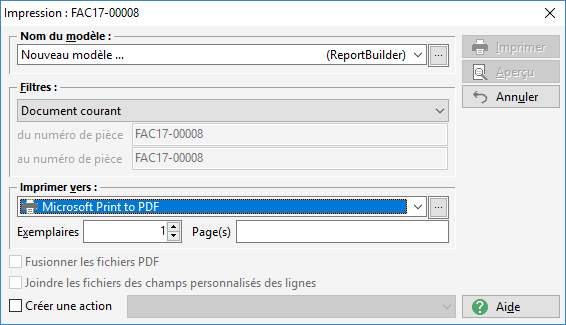 Impression : FAC17-00008
Nom du modèle :
Nouveau modèle ... (ReportBuilder) ...
Imprimer
Aperçu
Annuler
Filtres :
Document courant
du numéro de pièce FAC17-00008
au numéro de pièce FAC17-00008
Imprimer vers :
Microsoft Print to PDF ...
Exemplaires 1 Page(s)
Fusionner les fichiers PDF
Joindre les fichiers des champs personnalisés des lignes
Créer une action
? Aide